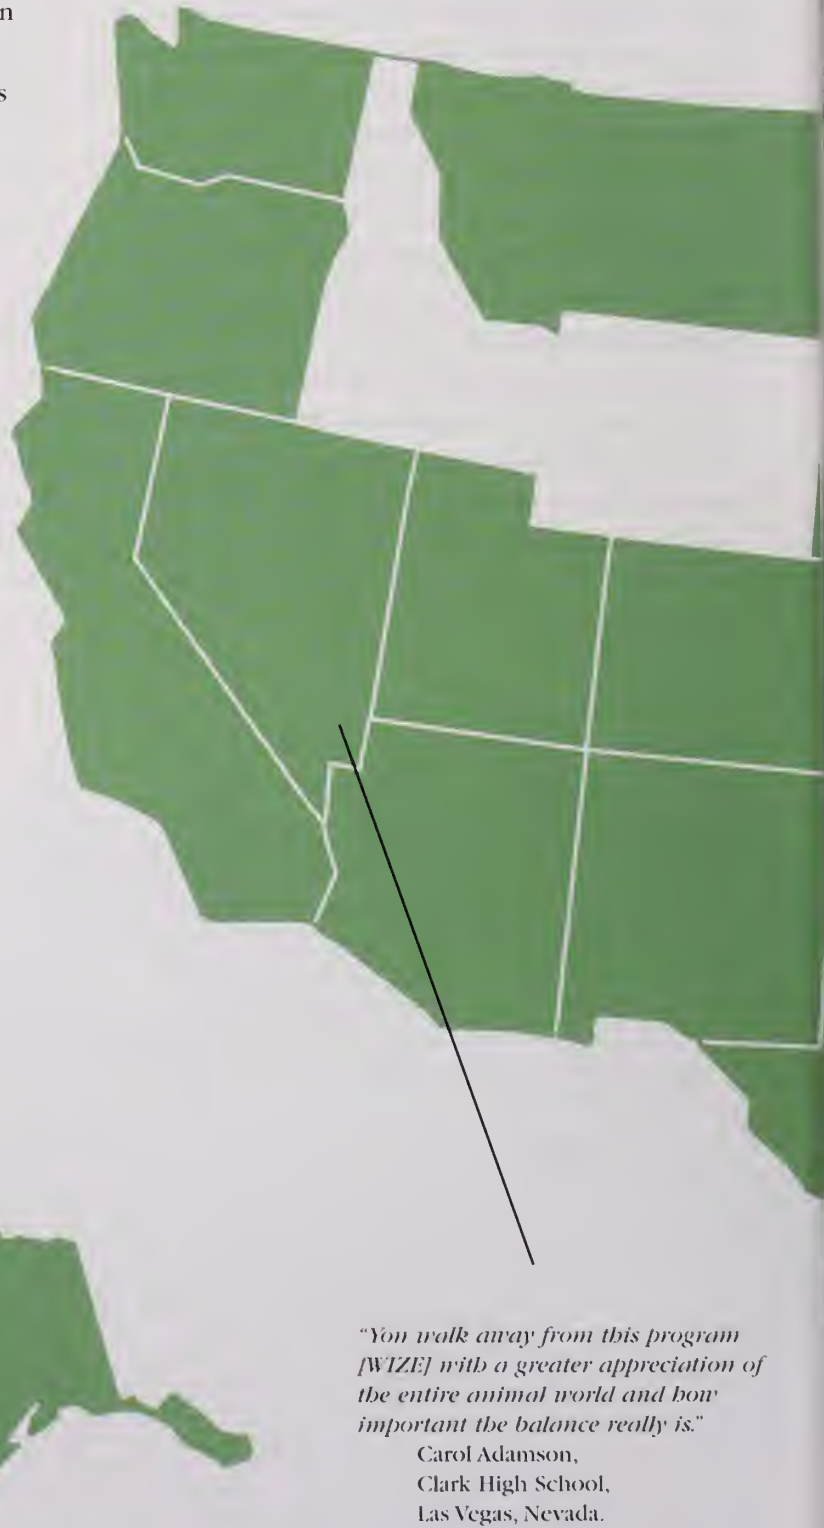 n
s
“You walk away from this program
[WIZE] with a greater appreciation of
the entire animal world and how
important the balance really is.”
Carol Adamson,
Clark High School,
Las Vegas, Nevada.